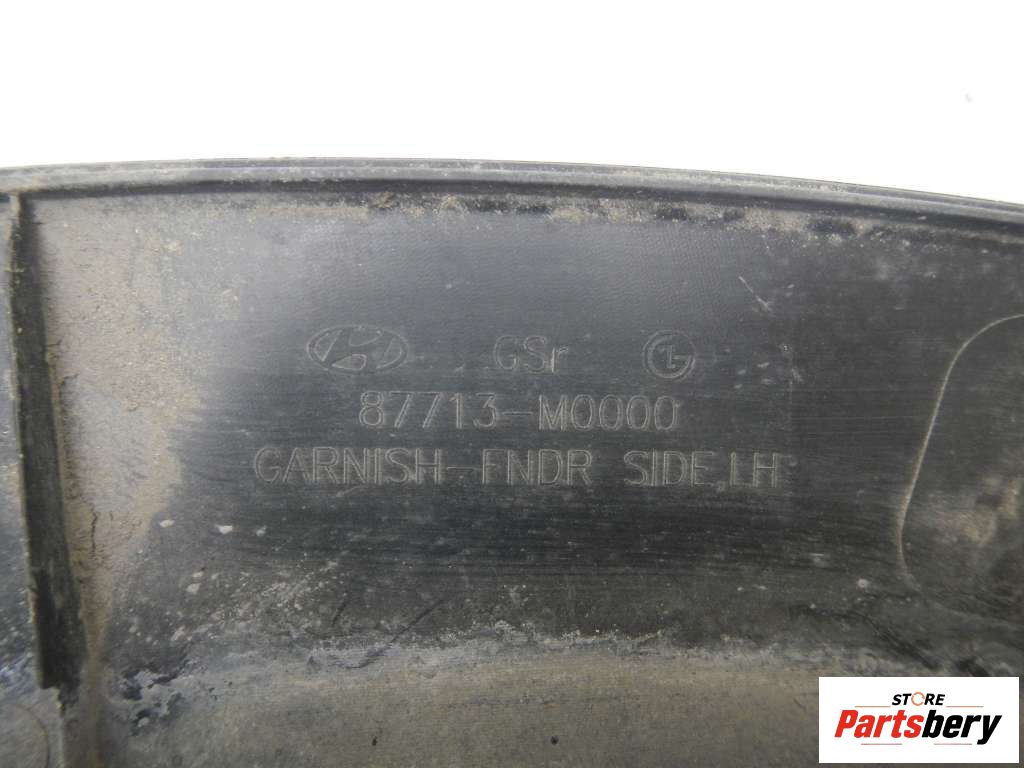 GSr
87713-M0000
GARNISH-FNDR SIDE,LH
STORE
Partsbery